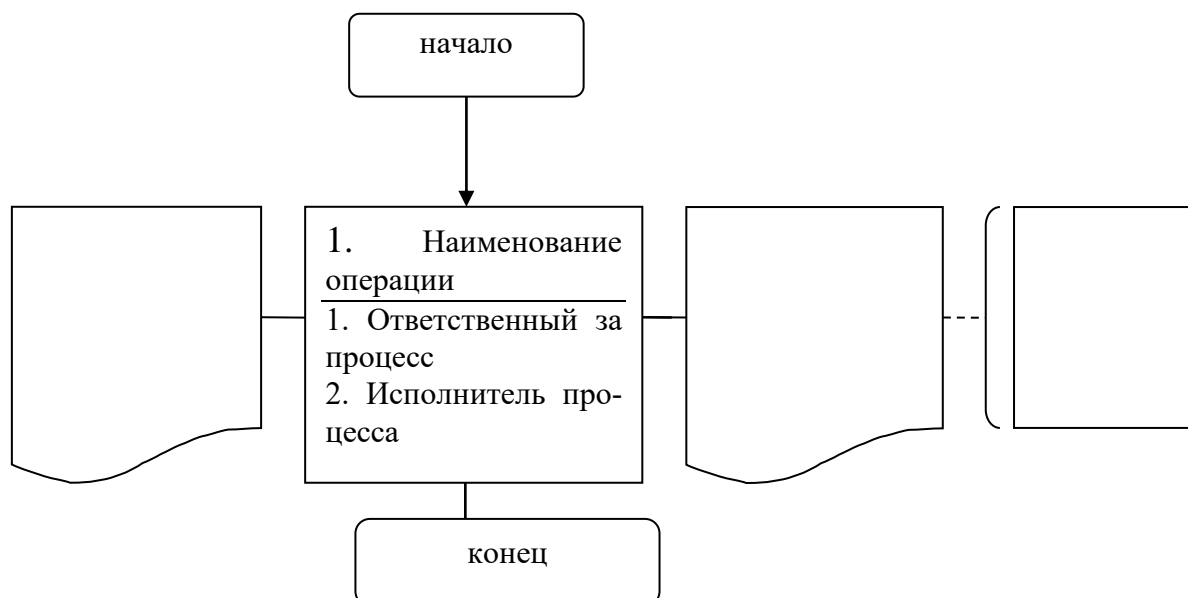 начало
1. Наименование
операции
1. Ответственный за
процесс
2. Исполнитель про-
цесса
конец